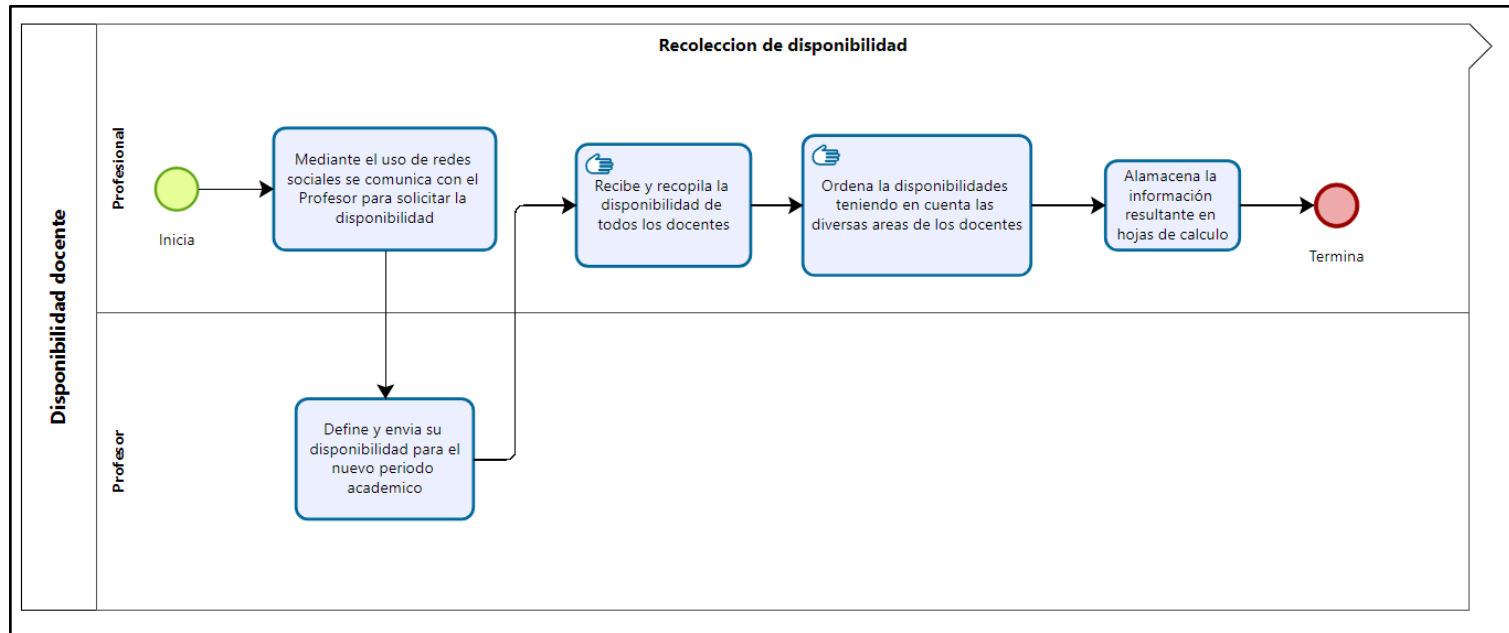 Recoleccion de disponibilidad
Disponibilidad docente
Profesional
Inicia
Mediante el uso de redes
sociales se comunica con el
Profesor para solicitar la
disponibilidad
Recibe y recopila la
disponibilidad de
todos los docentes
Ordena la disponibilidades
teniendo en cuenta las
diversas areas de los docentes
Alamacena la
información
resultante en
hojas de calculo
Termina
Profesor
Define y envia su
disponibilidad para el
nuevo periodo
academico